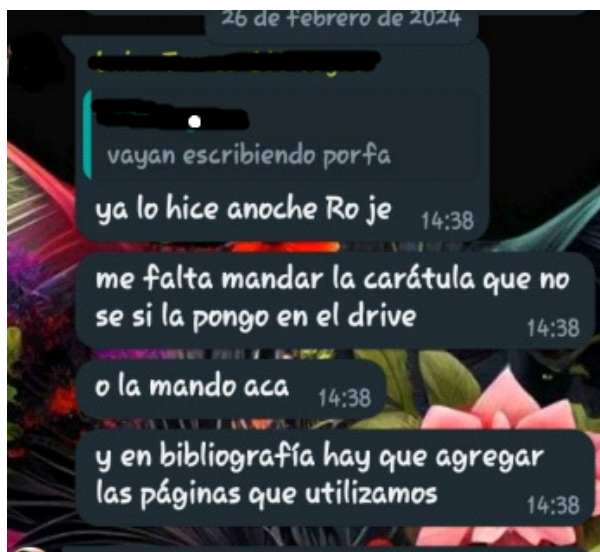 26 de febrero de 2024
vayan escribiendo porfa
ya lo hice anoche Ro je 14:38
me falta mandar la carátula que no
se si la pongo en el drive 14:38
o la mando aca 14:38
y en bibliografía hay que agregar
las páginas que utilizamos 14:38